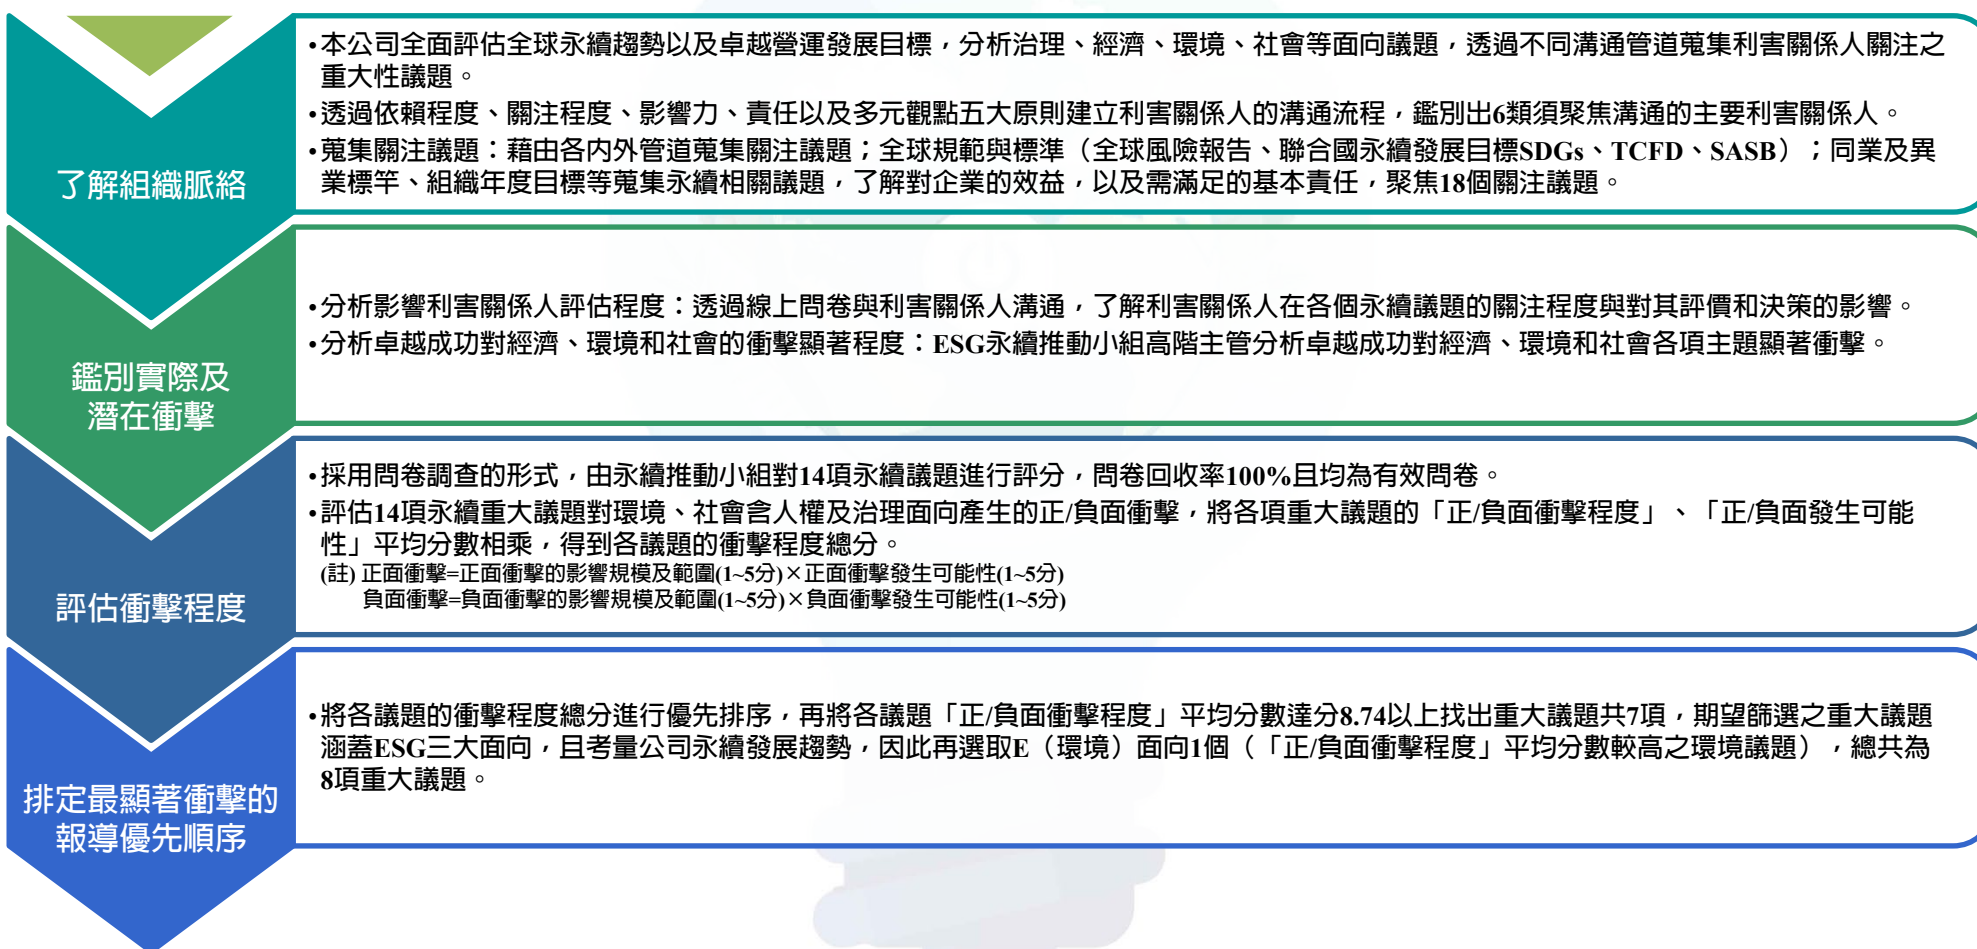 •本公司全面評估全球永續趨勢以及卓越營運發展目標，分析治理、經濟、環境、社會等面向議題，透過不同溝通管道蒐集利害關係人關注之
重大性議題。
•透過依賴程度、關注程度、影響力、責任以及多元觀點五大原則建立利害關係人的溝通流程，鑑別出6類須聚焦溝通的主要利害關係人。
•蒐集關注議題：藉由各內外管道蒐集關注議題；全球規範與標準（全球風險報告、聯合國永續發展目標SDGs、TCFD、SASB）；同業及異
業標竿、組織年度目標等蒐集永續相關議題，了解對企業的效益，以及需滿足的基本責任，聚焦18個關注議題。
了解組織脈絡
•分析影響利害關係人評估程度：透過線上問卷與利害關係人溝通，了解利害關係人在各個永續議題的關注程度與對其評價和決策的影響。
•分析卓越成功對經濟、環境和社會的衝擊顯著程度：ESG永續推動小組高階主管分析卓越成功對經濟、環境和社會各項主題顯著衝擊。
鑑別實際及
潛在衝擊
•採用問卷調查的形式，由永續推動小組對14項永續議題進行評分，問卷回收率100%且均為有效問卷。
•評估14項永續重大議題對環境、社會含人權及治理面向產生的正/負面衝擊，將各項重大議題的「正/負面衝擊程度」、「正/負面發生可能
性」平均分數相乘，得到各議題的衝擊程度總分。
(註) 正面衝擊=正面衝擊的影響規模及範圍(1~5分)×正面衝擊發生可能性(1~5分)
負面衝擊=負面衝擊的影響規模及範圍(1~5分)×負面衝擊發生可能性(1~5分)
評估衝擊程度
•將各議題的衝擊程度總分進行優先排序，再將各議題「正/負面衝擊程度」平均分數達分8.74以上找出重大議題共7項，期望篩選之重大議題
涵蓋ESG三大面向，且考量公司永續發展趨勢，因此再選取E（環境）面向1個（「正/負面衝擊程度」平均分數較高之環境議題），總共為
8項重大議題。
排定最顯著衝擊的
報導優先順序